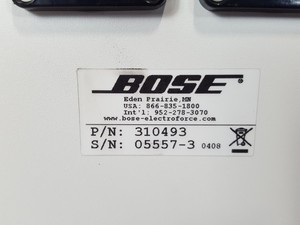 BOSE®
Eden Prairie, MN
USA: 866-835-1800
Int'l: 952-278-3070
www.bose-electroforce.com
P/N: 310493
S/N: 05557-3 0408